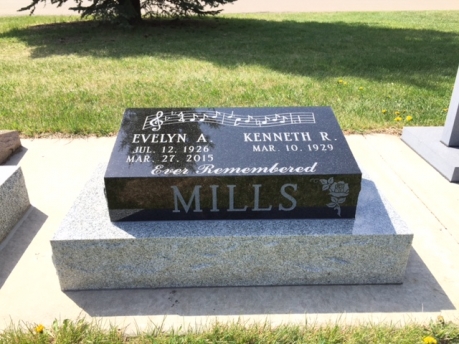 EVELYN A. KENNETH R.
JUL. 12. 1926 MAR. 10. 1929
MAR. 27. 2015
Ever Remembered
MILLS